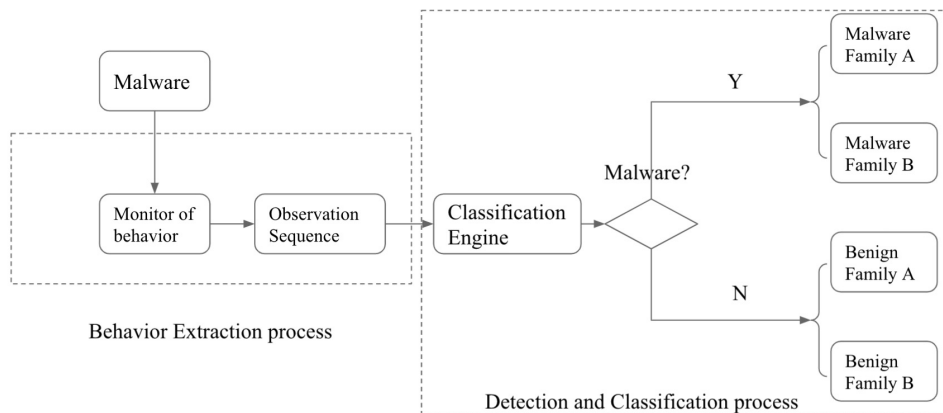 Malware
Monitor of
behavior
Observation
Sequence
Behavior Extraction process
Classification
Engine
Malware?
Y
N
Malware
Family A
Malware
Family B
Benign
Family A
Benign
Family B
Detection and Classification process